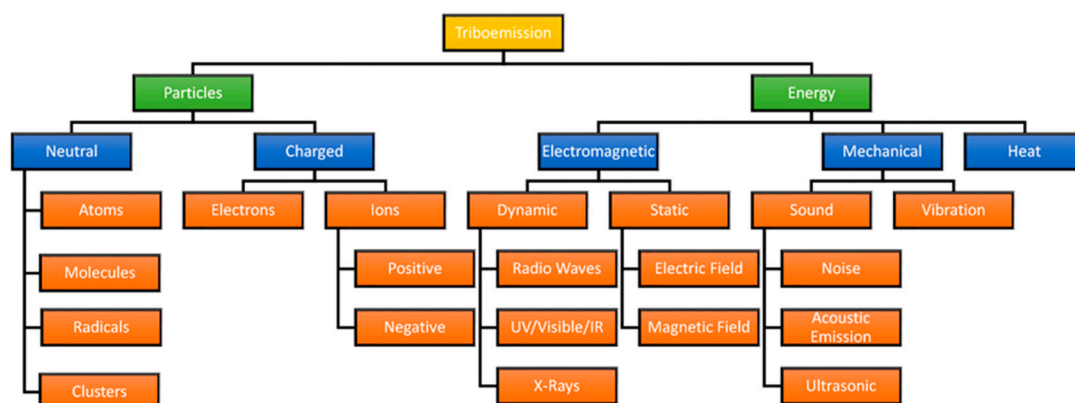 Triboemission
Particles
Energy
Neutral
Charged
Electromagnetic
Mechanical
Heat
Atoms
Electrons
Ions
Dynamic
Static
Sound
Vibration
Molecules
Positive
Radio Waves
Electric Field
Noise
Radicals
Negative
UV/Visible/IR
Magnetic Field
Acoustic
Emission
Clusters
X-Rays
Ultrasonic